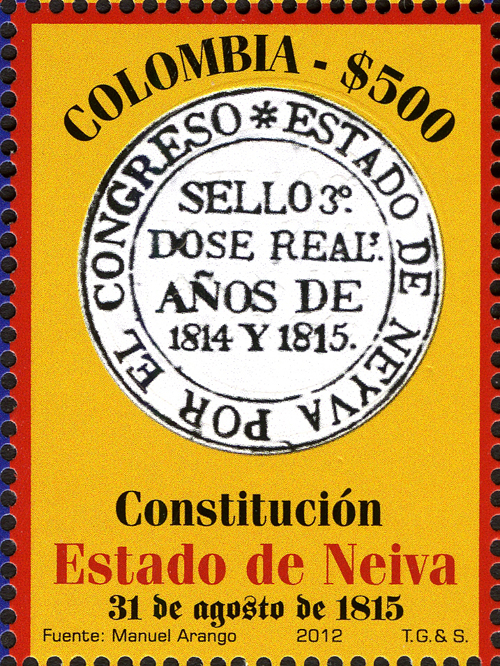 COLOMBIA - $500
ESTADO DE NEYVA POR EL CONGRESO *
SELLO 3º.
DOSE REALˢ.
AÑOS DE
1814 Y 1815.
Constitución
Estado de Neiva
31 de agosto de 1815
Fuente: Manuel Arango 2012 T.G.& S.